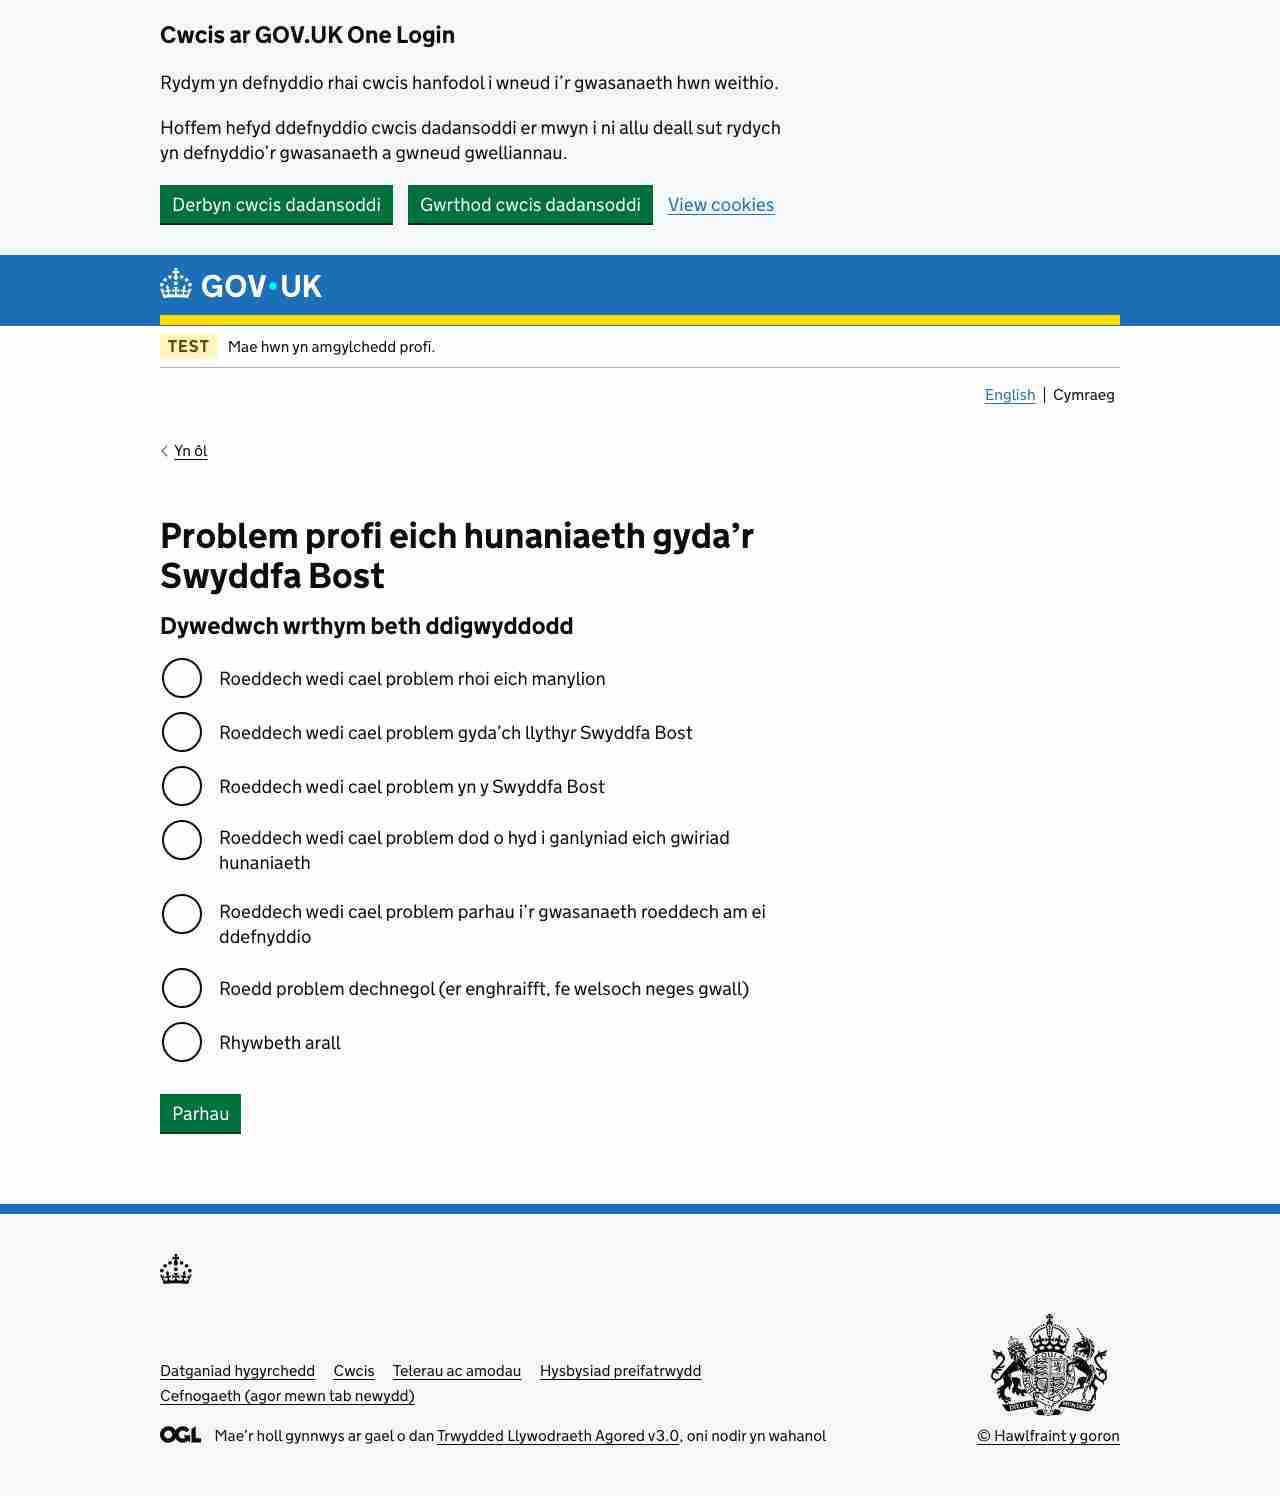 Cwcis ar GOV.UK One Login
Rydym yn defnyddio rhai cwcis hanfodol i wneud i’r gwasanaeth hwn weithio.
Hoffem hefyd ddefnyddio cwcis dadansoddi er mwyn i ni allu deall sut rydych
yn defnyddio’r gwasanaeth a gwneud gwelliannau.
Derbyn cwcis dadansoddi Gwrthod cwcis dadansoddi View cookies
GOV·UK
TEST Mae hwn yn amgylchedd profi.
English Cymraeg
Yn ôl
Problem profi eich hunaniaeth gyda’r
Swyddfa Bost
Dywedwch wrthym beth ddigwyddodd
Roeddech wedi cael problem rhoi eich manylion
Roeddech wedi cael problem gyda’ch llythyr Swyddfa Bost
Roeddech wedi cael problem yn y Swyddfa Bost
Roeddech wedi cael problem dod o hyd i ganlyniad eich gwiriad
hunaniaeth
Roeddech wedi cael problem parhau i’r gwasanaeth roeddech am ei
ddefnyddio
Roedd problem dechnegol (er enghraifft, fe welsoch neges gwall)
Rhywbeth arall
Parhau
Datganiad hygyrchedd Cwcis Telerau ac amodau Hysbysiad preifatrwydd
Cefnogaeth (agor mewn tab newydd)
OGL Mae’r holl gynnwys ar gael o dan Trwydded Llywodraeth Agored v3.0, oni nodir yn wahanol
© Hawlfraint y goron